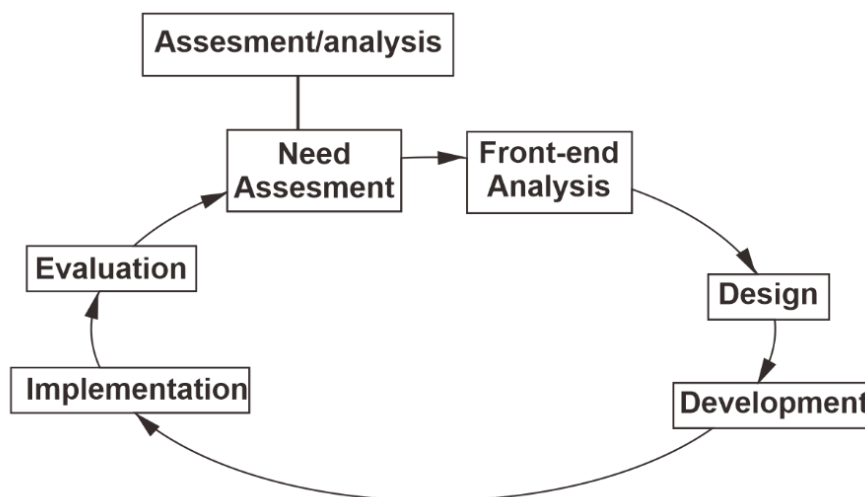 Assesment/analysis
Need
Assesment
Front-end
Analysis
Evaluation
Design
Implementation
Development